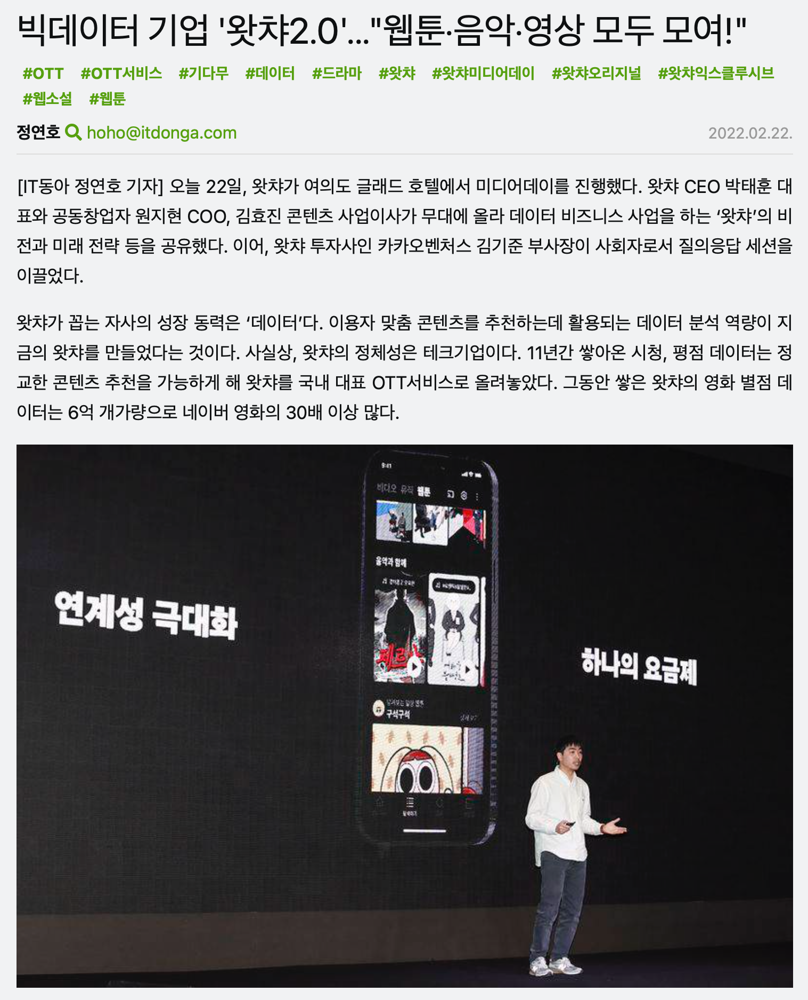 빅데이터 기업 '왓챠2.0'..."웹툰·음악·영상 모두 모여!"
#OTT #OTT서비스 #기다무 #데이터 #드라마 #왓챠 #왓챠미디어데이 #왓챠오리지널 #왓챠익스클루시브
#웹소설 #웹툰
정연호 hoho@itdonga.com 2022.02.22.
[IT동아 정연호 기자] 오늘 22일, 왓챠가 여의도 글래드 호텔에서 미디어데이를 진행했다. 왓챠 CEO 박태훈 대
표와 공동창업자 원지현 COO, 김효진 콘텐츠 사업이사가 무대에 올라 데이터 비즈니스 사업을 하는 ‘왓챠’의 비
전과 미래 전략 등을 공유했다. 이어, 왓챠 투자사인 카카오벤처스 김기준 부사장이 사회자로서 질의응답 세션을
이끌었다.
왓챠가 꼽는 자사의 성장 동력은 ‘데이터’다. 이용자 맞춤 콘텐츠를 추천하는데 활용되는 데이터 분석 역량이 지
금의 왓챠를 만들었다는 것이다. 사실상, 왓챠의 정체성은 테크기업이다. 11년간 쌓아온 시청, 평점 데이터는 정
교한 콘텐츠 추천을 가능하게 해 왓챠를 국내 대표 OTT서비스로 올려놓았다. 그동안 쌓은 왓챠의 영화 별점 데
이터는 6억 개가량으로 네이버 영화의 30배 이상 많다.
9:41
비디오 뮤직 웹툰
음악과 함께
연계성 극대화
하나의 요금제
구석구석